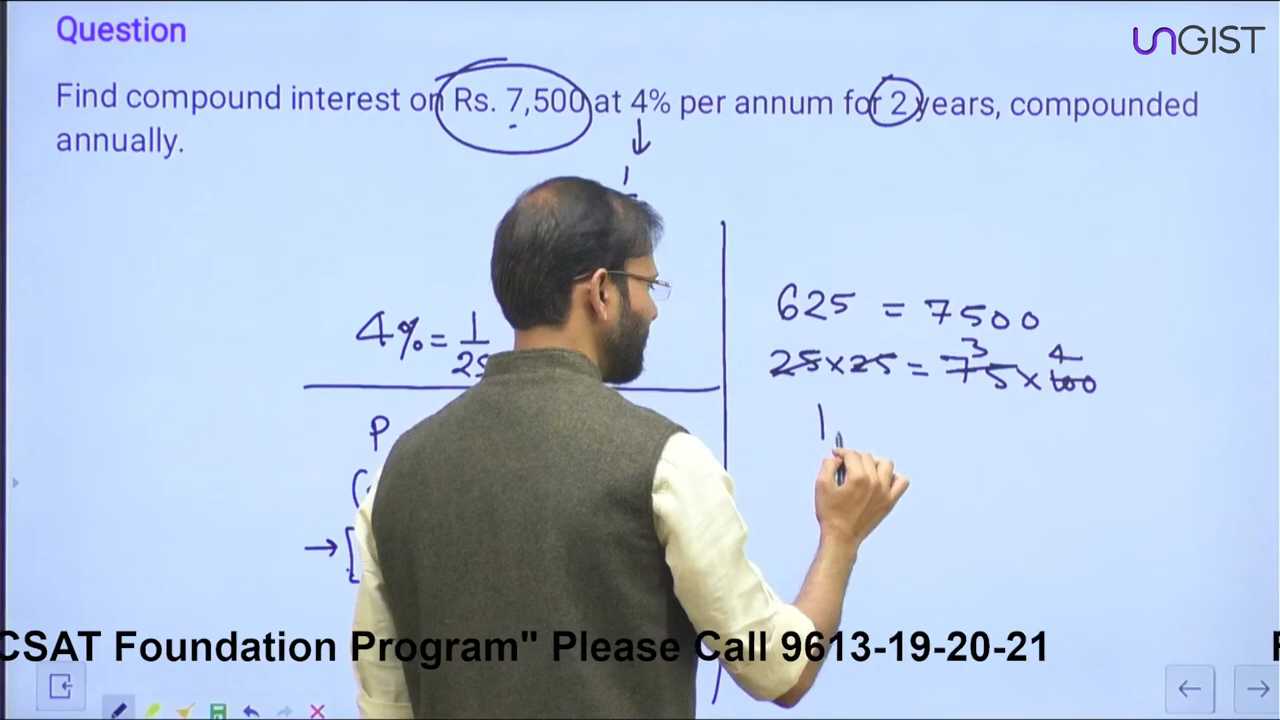 Question
UNGIST
Find compound interest on Rs. 7,500 at 4% per annum for 2 years, compounded
annually.
1
4% = 1/25
625 = 7500
25 x 25 = 75 x 100
3 4
P
→ [
1
CSAT Foundation Program" Please Call 9613-19-20-21